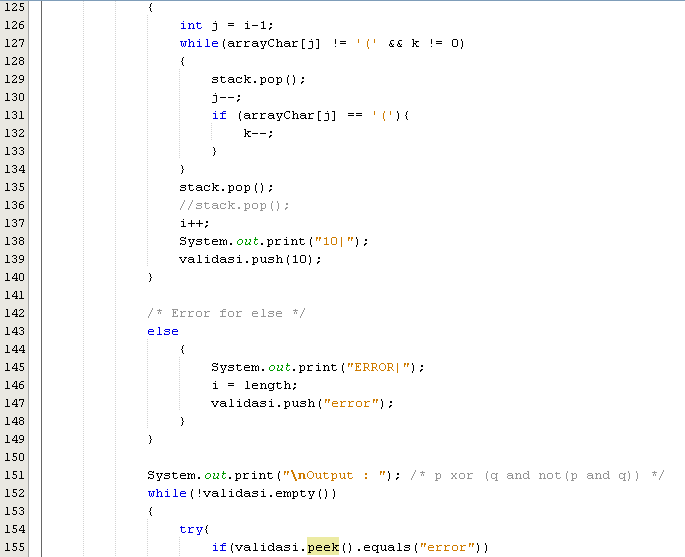 125 {
126 int j = i-1;
127 while(arrayChar[j] != '(' && k != 0)
128 {
129 stack.pop();
130 j--;
131 if (arrayChar[j] == '('){
132 k--;
133 }
134 }
135 stack.pop();
136 //stack.pop();
137 i++;
138 System.out.print("10|");
139 validasi.push(10);
140 }
141
142 /* Error for else */
143 else
144 {
145 System.out.print("ERROR|");
146 i = length;
147 validasi.push("error");
148 }
149 }
150
151 System.out.print("\nOutput : "); /* p xor (q and not(p and q)) */
152 while(!validasi.empty())
153 {
154 try{
155 if(validasi.peek().equals("error"))